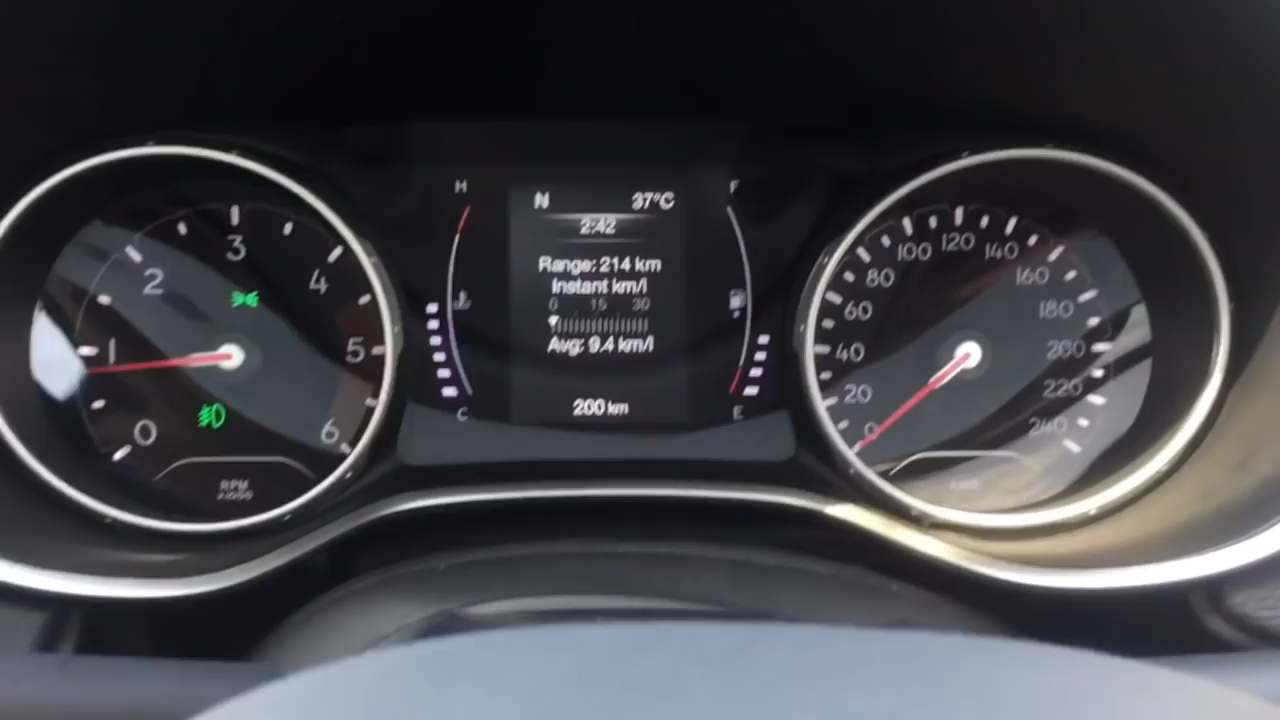 0
1
2
3
4
5
6
RPM
x1000
H
C
N 37°C
2:42
Range: 214 km
Instant km/l
0 15 30
Avg: 9.4 km/l
200 km
F
E
0
20
40
60
80
100
120
140
160
180
200
220
240